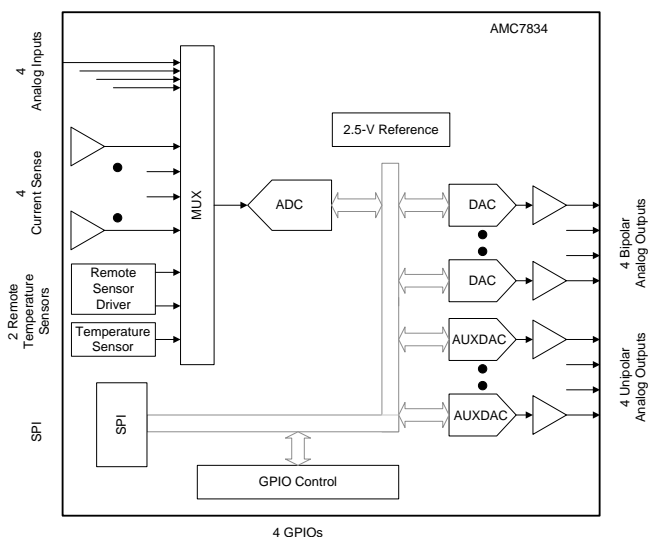 AMC7834
4
Analog Inputs
4
Current Sense
2 Remote
Temperature
Sensors
SPI
MUX
Remote
Sensor
Driver
Temperature
Sensor
SPI
ADC
2.5-V Reference
DAC
DAC
AUXDAC
AUXDAC
GPIO Control
4 Bipolar
Analog Outputs
4 Unipolar
Analog Outputs
4 GPIOs